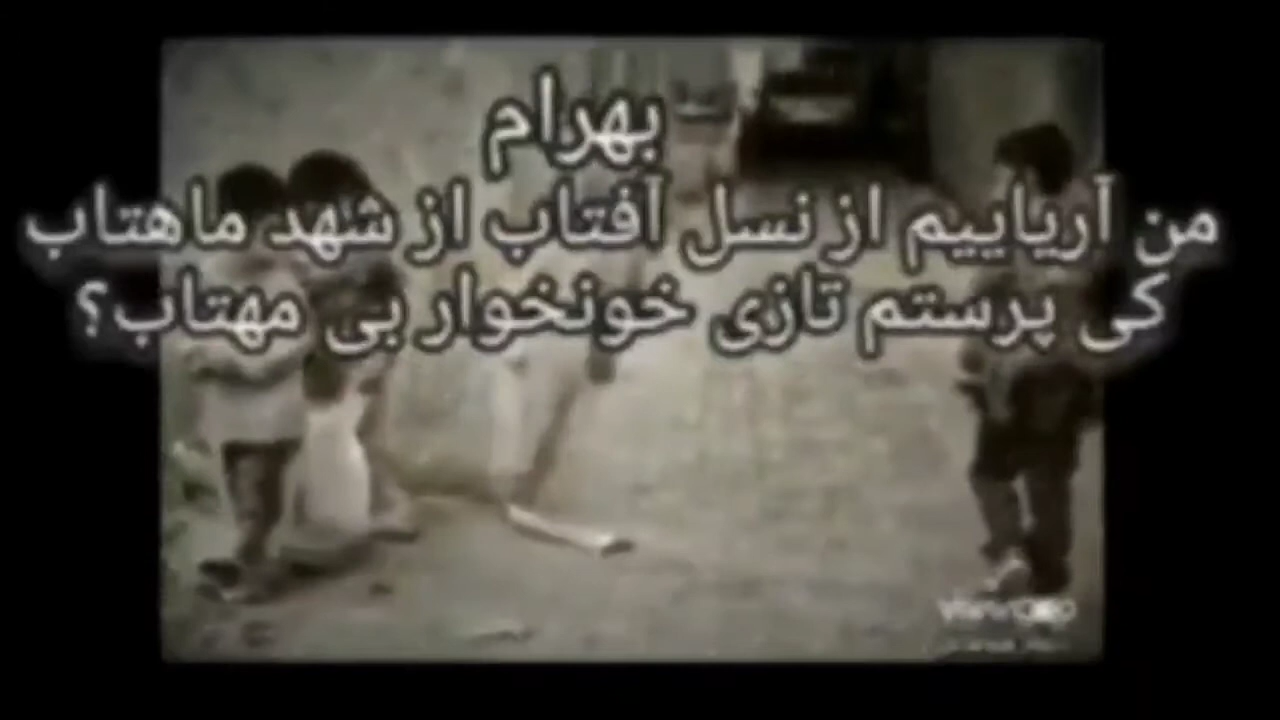 بهرام
من آریاییم از نسل آفتاب از شهد ماهتاب
کی پرستم تازی خونخوار بی مهتاب؟